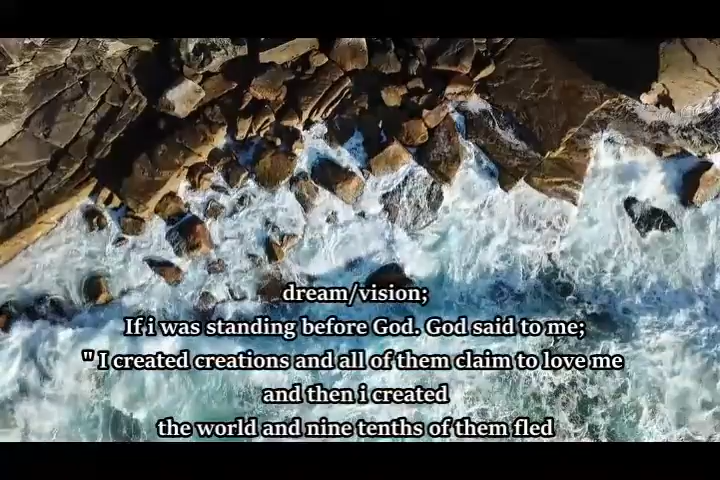 dream/vision;
If i was standing before God. God said to me;
" I created creations and all of them claim to love me
and then i created
the world and nine tenths of them fled